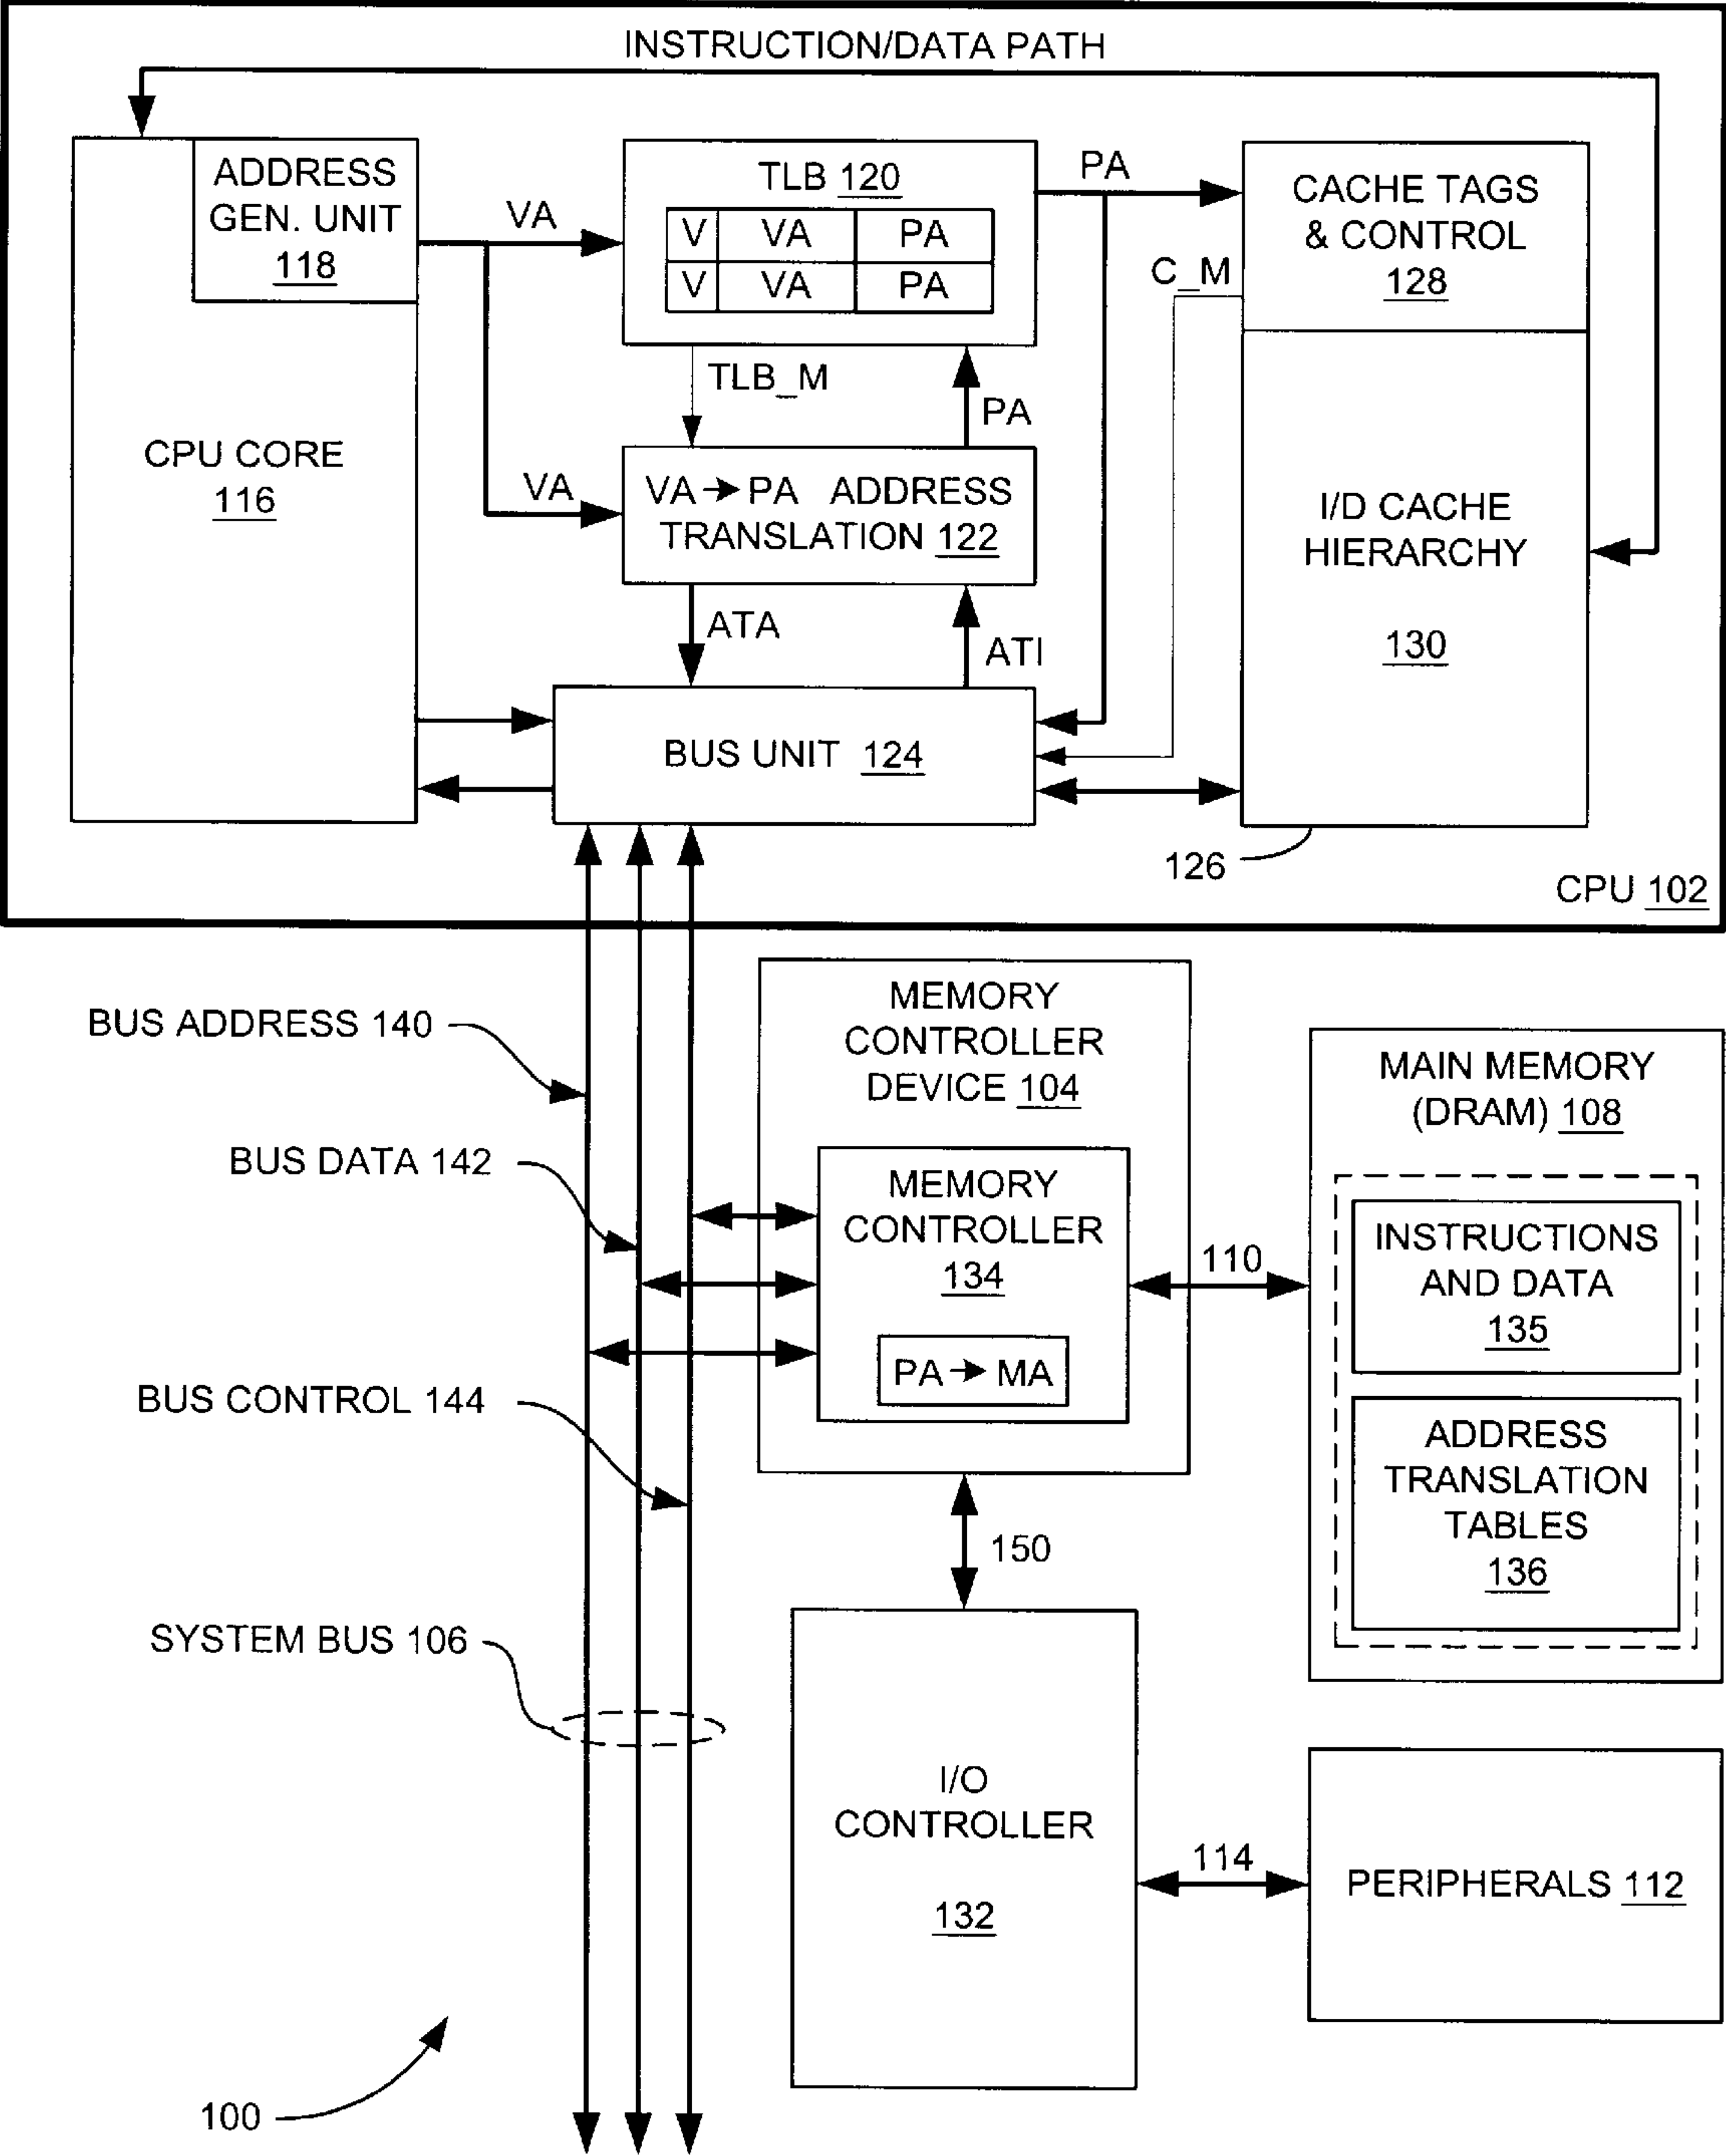 INSTRUCTION/DATA PATH
ADDRESS
GEN. UNIT
118
VA
TLB 120
V VA PA
V VA PA
PA
CACHE TAGS
& CONTROL
128
C_M
TLB_M
PA
CPU CORE
116
VA
VA→PA ADDRESS
TRANSLATION 122
I/D CACHE
HIERARCHY
130
ATA
ATI
BUS UNIT 124
126
CPU 102
BUS ADDRESS 140
MEMORY
CONTROLLER
DEVICE 104
MAIN MEMORY
(DRAM) 108
BUS DATA 142
MEMORY
CONTROLLER
134
PA→MA
110
INSTRUCTIONS
AND DATA
135
BUS CONTROL 144
ADDRESS
TRANSLATION
TABLES
136
150
SYSTEM BUS 106
I/O
CONTROLLER
132
114
PERIPHERALS 112
100